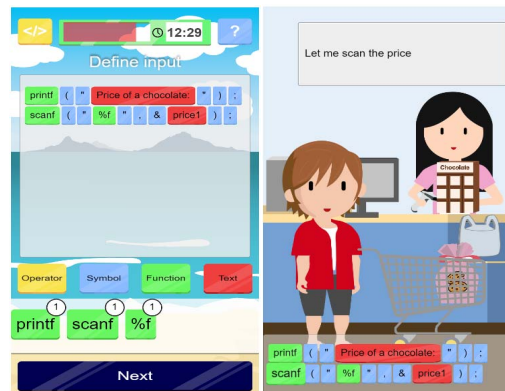 </> 12:29 ?
Define input
printf ( " Price of a chocolate: " ) ;
scanf ( " %f " , & price1 ) ;
Operator Symbol Function Text
1 1 1
printf scanf %f
Next
Let me scan the price
Chocolate
printf ( " Price of a chocolate: " ) ;
scanf ( " %f " , & price1 ) ;